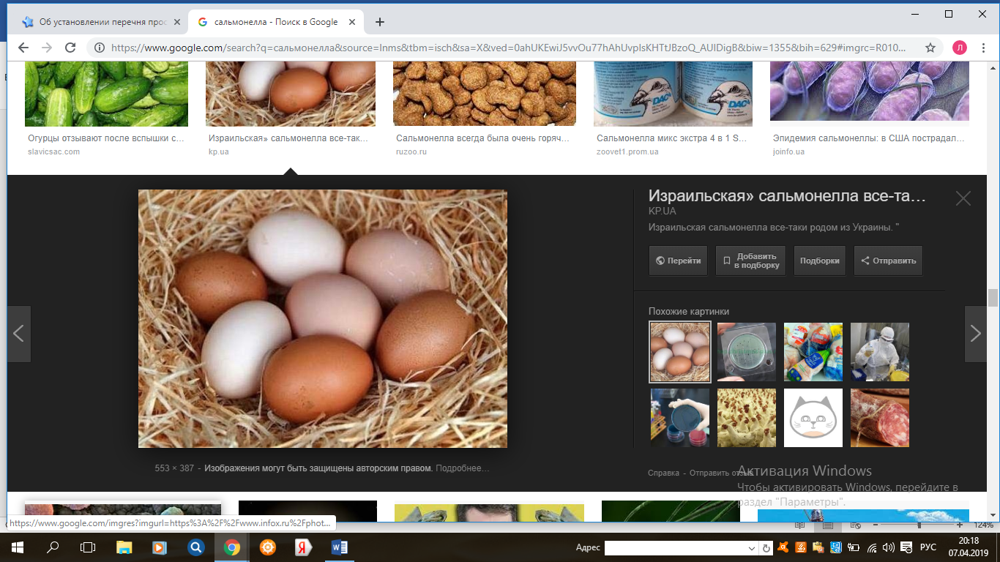 Об установлении перечня прос
сальмонелла - Поиск в Google
https://www.google.com/search?q=сальмонелла&source=lnms&tbm=isch&sa=X&ved=0ahUKEwiJ5vvOu77hAhUvplsKHTtJBzoQ_AUIDigB&biw=1355&bih=629#imgrc=R010...
Л
DAC
DAC
Огурцы отзывают после вспышки с...
Израильская» сальмонелла все-так...
Сальмонелла всегда была очень горяч...
Сальмонелла микс экстра 4 в 1 S...
Эпидемия сальмонеллы: в США пострадал...
slavicsac.com
kp.ua
ruzoo.ru
zoovet1.prom.ua
joinfo.ua
Израильская» сальмонелла все-та...
KP.UA
Израильская сальмонелла все-таки родом из Украины. "
Перейти
Добавить
в подборку
Подборки
Отправить
Похожие картинки
553 × 387 - Изображения могут быть защищены авторским правом. Подробнее...
Справка - Отправить отзыв
Активация Windows
Чтобы активировать Windows, перейдите в
раздел "Параметры".
https://www.google.com/imgres?imgurl=https%3A%2F%2Fwww.infox.ru%2Fphot...
124%
Адрес
РУС
20:18
07.04.2019